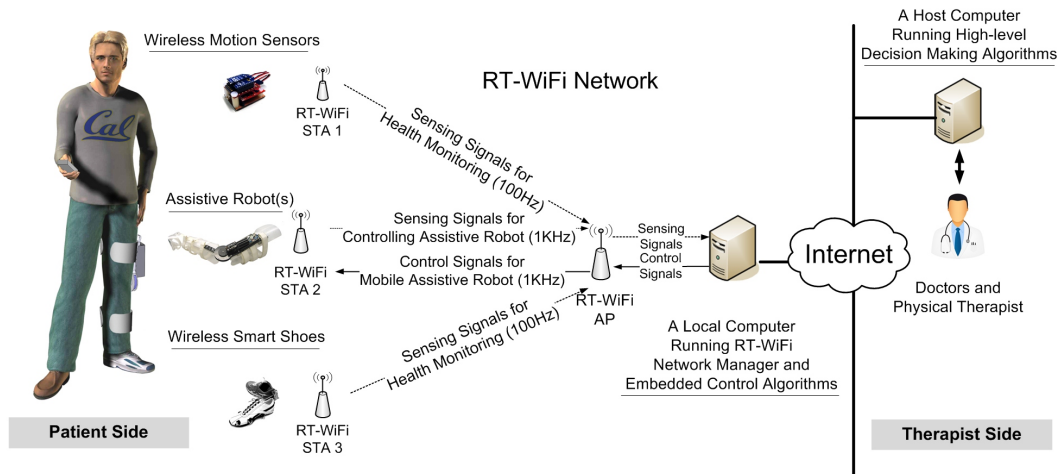 Wireless Motion Sensors
RT-WiFi
STA 1
Cal
Assistive Robot(s)
RT-WiFi
STA 2
Wireless Smart Shoes
RT-WiFi
STA 3
Patient Side
RT-WiFi Network
Sensing Signals for
Health Monitoring (100Hz)
Sensing Signals for
Controlling Assistive Robot (1KHz)
Control Signals for
Mobile Assistive Robot (1KHz)
Sensing Signals for
Health Monitoring (100Hz)
RT-WiFi
AP
Sensing
Signals
Control
Signals
A Local Computer
Running RT-WiFi
Network Manager and
Embedded Control Algorithms
Internet
A Host Computer
Running High-level
Decision Making Algorithms
Doctors and
Physical Therapist
Therapist Side